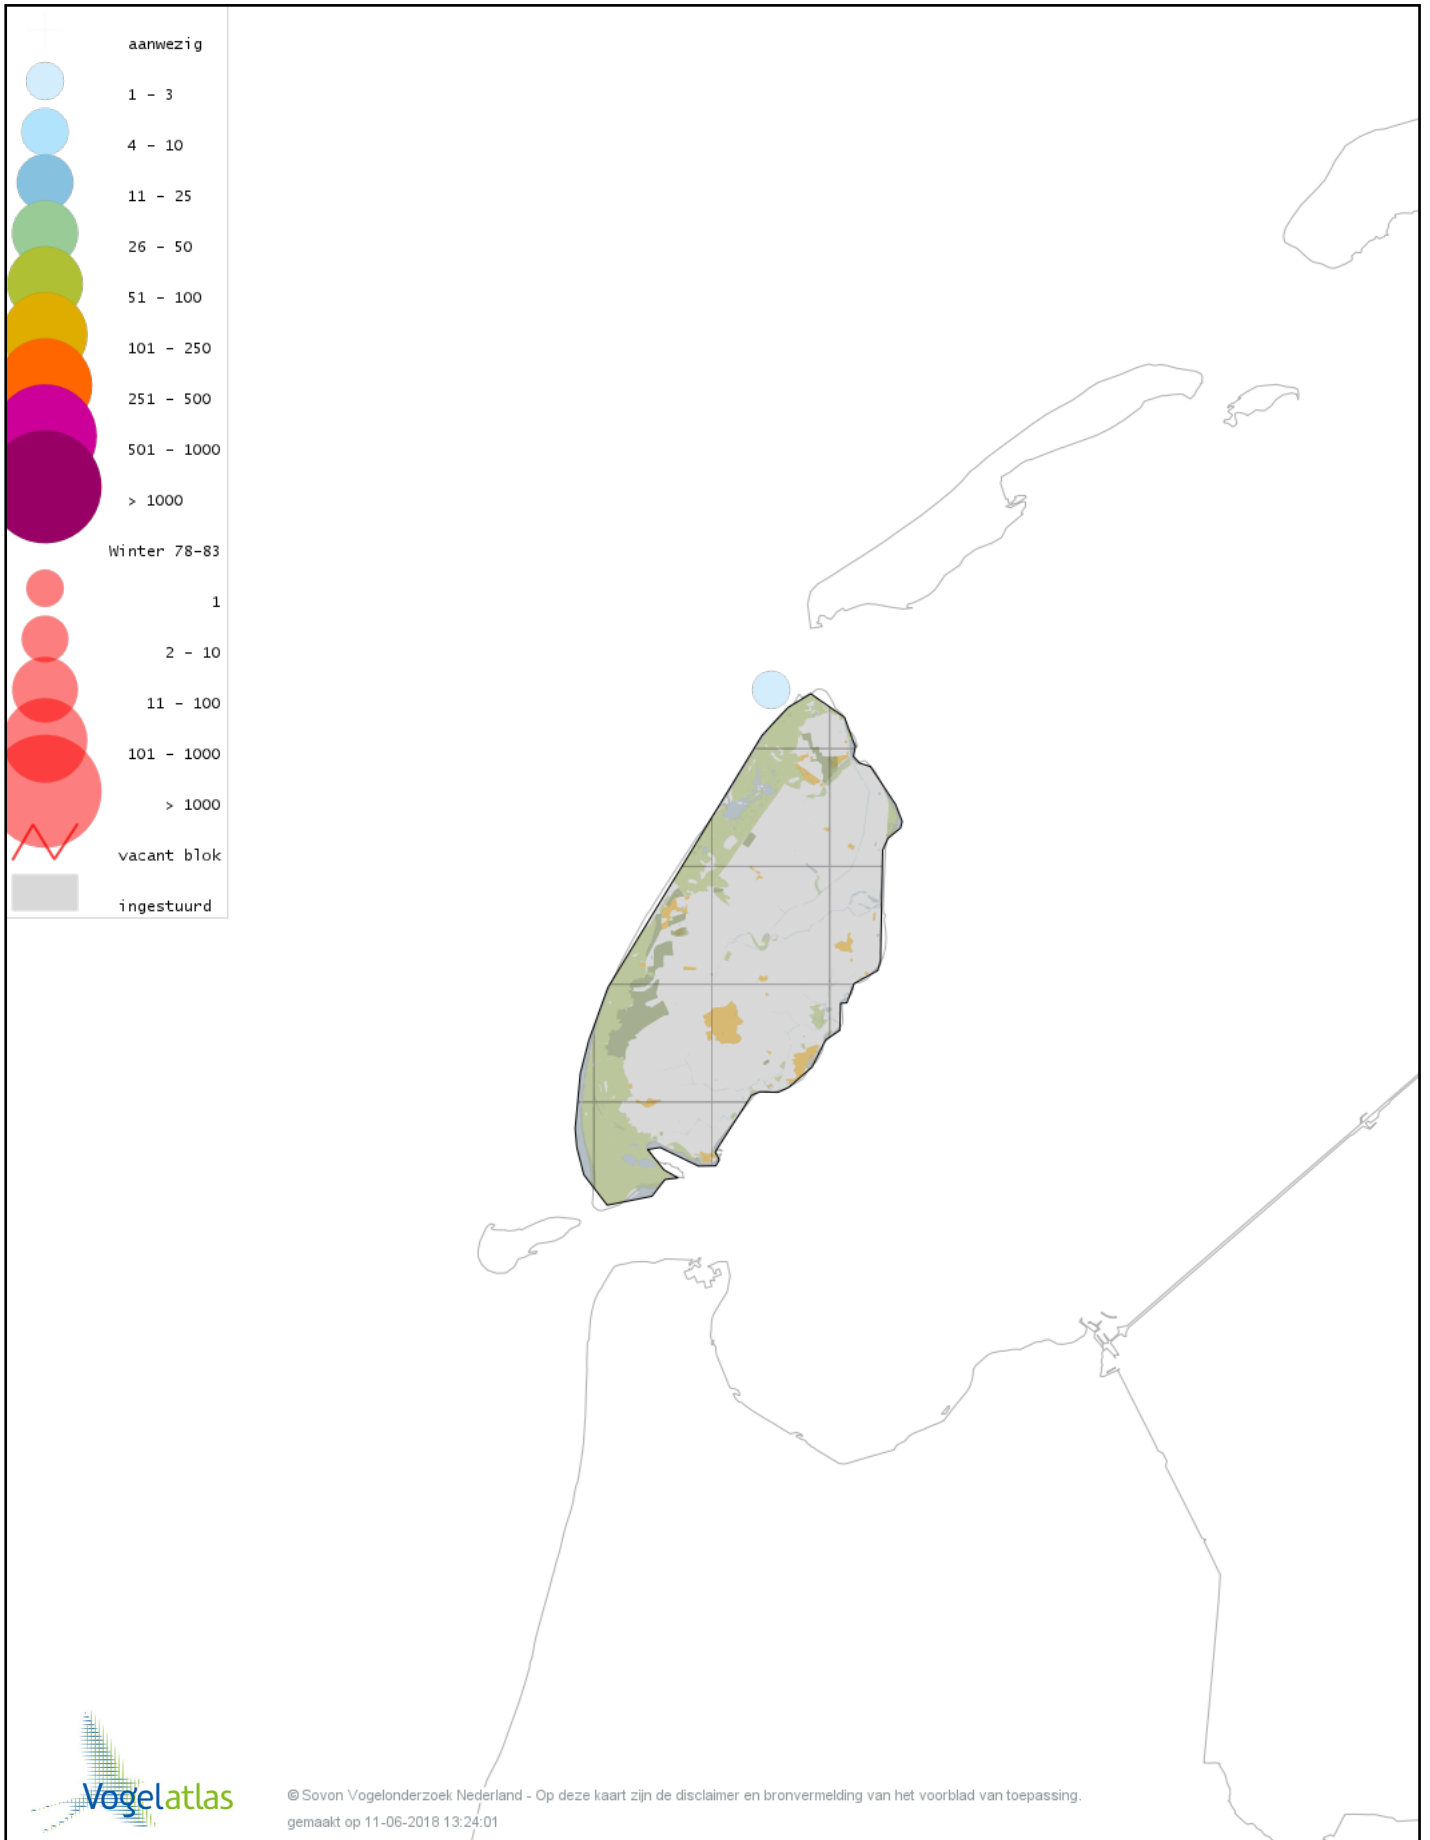 aanwezig
1 - 3
4 - 10
11 - 25
26 - 50
51 - 100
101 - 250
251 - 500
501 - 1000
> 1000
Winter 78-83
1
2 - 10
11 - 100
101 - 1000
> 1000
vacant blok
ingestuurd
Vogelatlas
© Sovon Vogelonderzoek Nederland - Op deze kaart zijn de disclaimer en bronvermelding van het voorblad van toepassing.
gemaakt op 11-06-2018 13:24:01